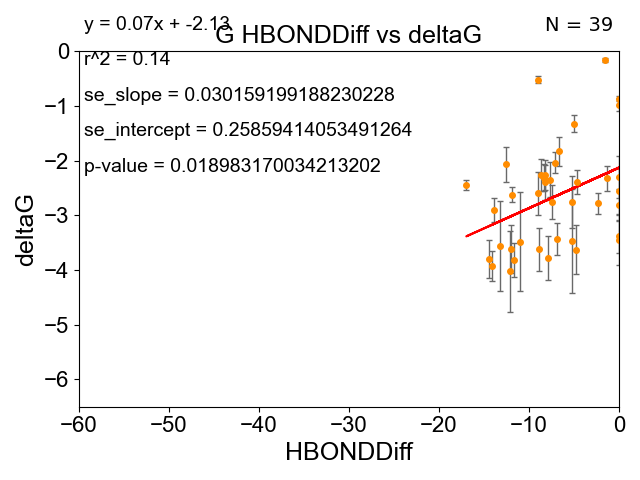 y = 0.07x + -2.13
N = 39
G HBONDDiff vs deltaG
r^2 = 0.14
se_slope = 0.030159199188230228
se_intercept = 0.25859414053491264
p-value = 0.018983170034213202
0
−1
−2
−3
−4
−5
−6
deltaG
−60 −50 −40 −30 −20 −10 0
HBONDDiff